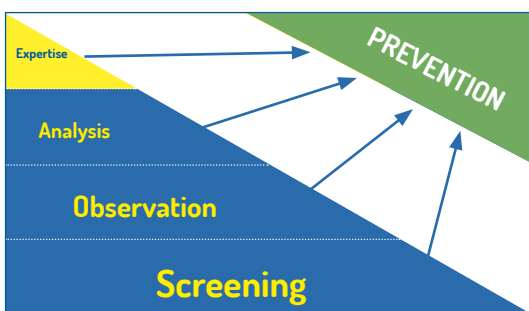 Expertise
PREVENTION
Analysis
Observation
Screening